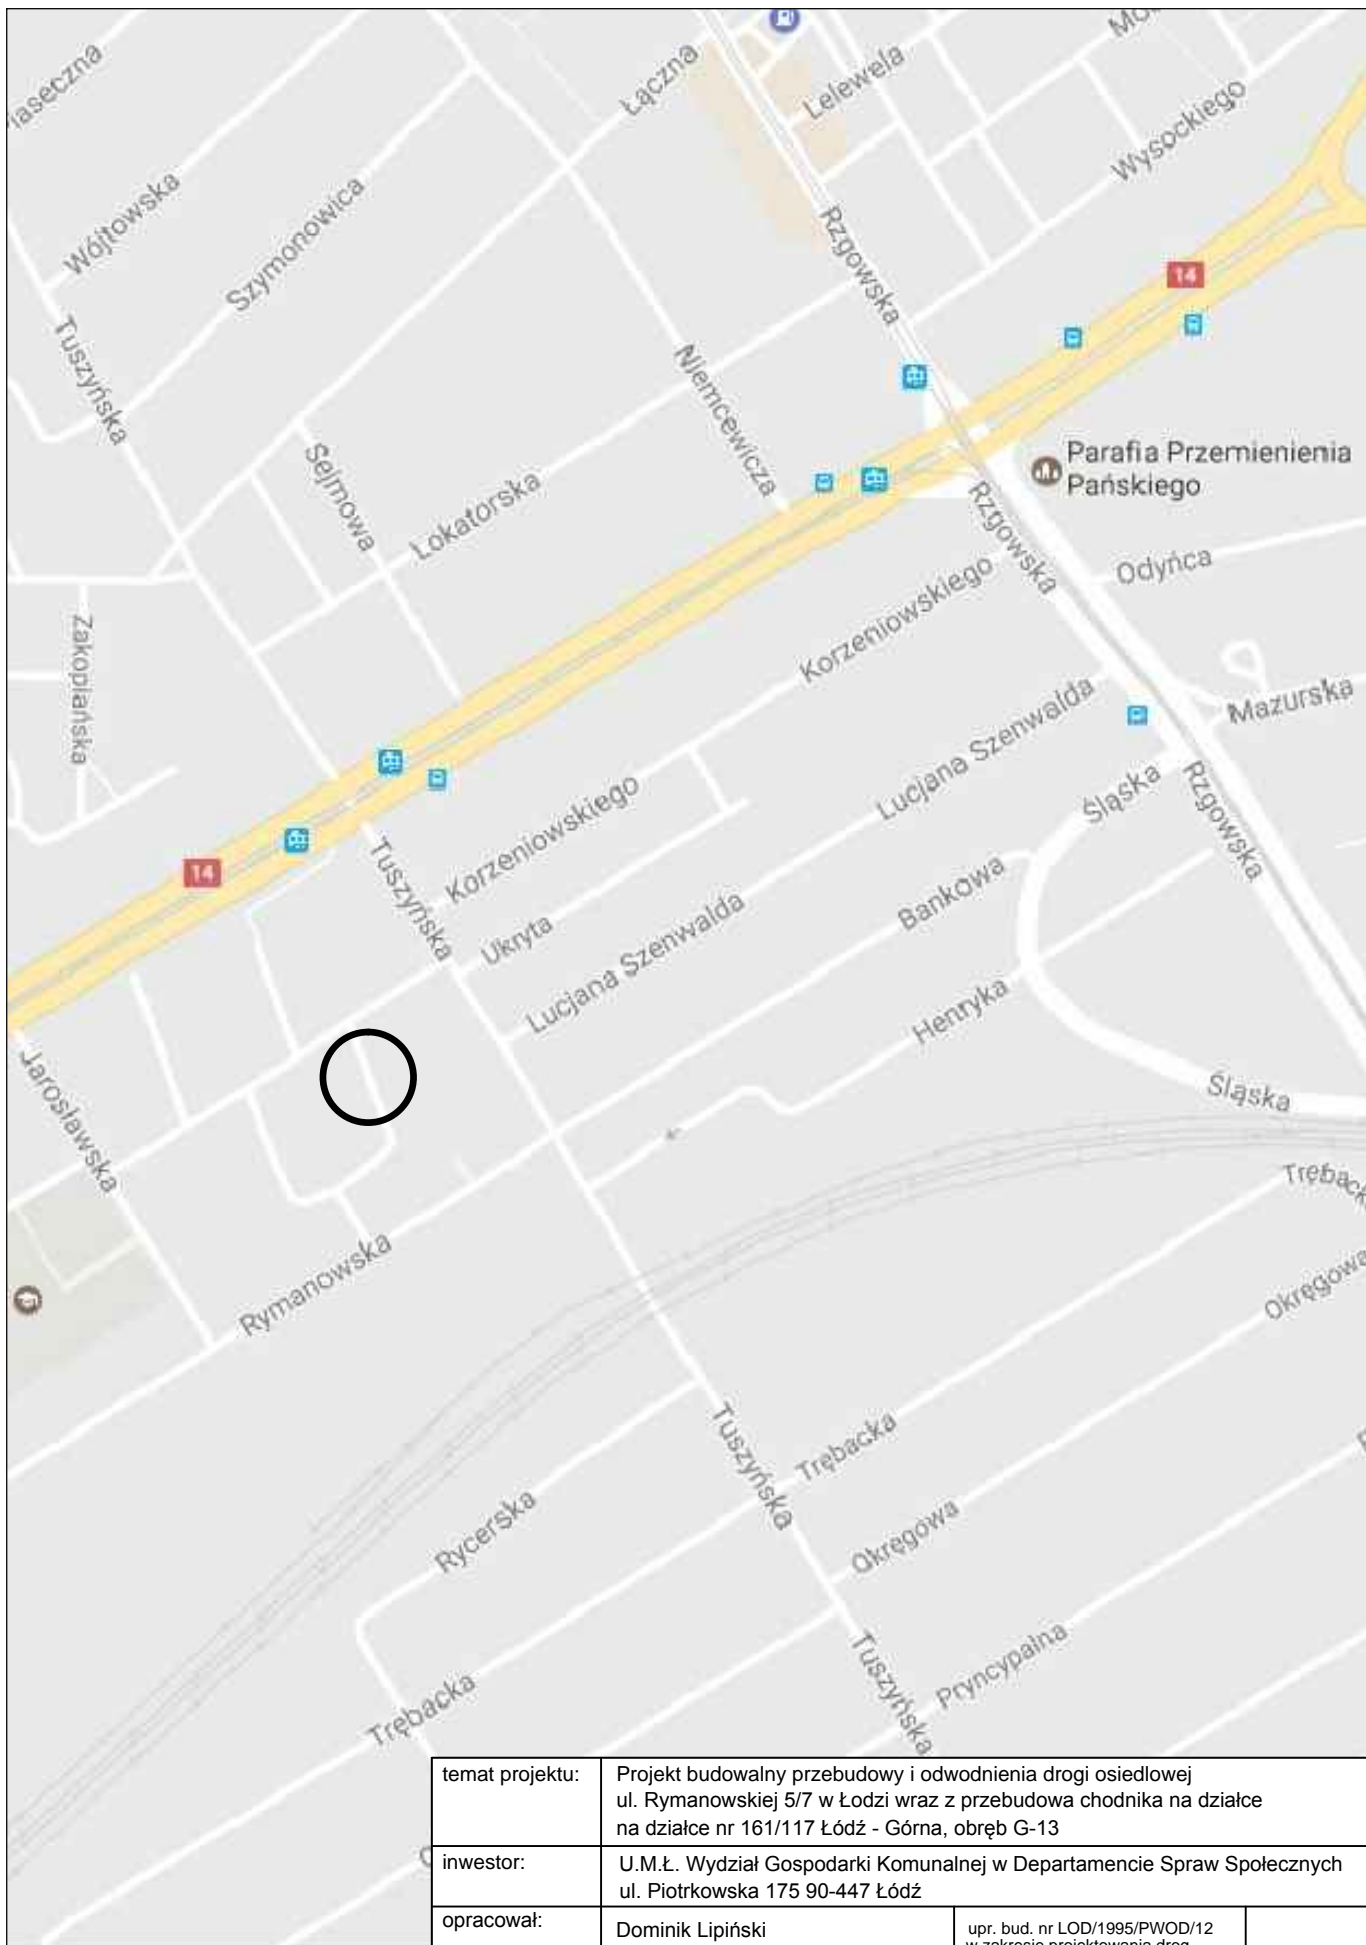 Łączna
Lelewela
Wysockiego
Wójtowska
Szymonowica
Rzgowska
14
Tuszyńska
Niemcewicza
Sejmowa
Lokatorska
Parafia Przemienienia
Pańskiego
Rzgowska
Odyńca
Korzeniowskiego
Zakopiańska
Lucjana Szenwalda
Mazurska
Śląska
Rzgowska
Korzeniowskiego
14
Tuszyńska
Ukryta
Lucjana Szenwalda
Bankowa
Henryka
Jarosławska
Śląska
Rymanowska
Okręgowa
Tuszyńska
Trębacka
Rycerska
Okręgowa
Tuszyńska
Pryncypalna
Trębacka
temat projektu:
Projekt budowalny przebudowy i odwodnienia drogi osiedlowej
ul. Rymanowskiej 5/7 w Łodzi wraz z przebudowa chodnika na działce
na działce nr 161/117 Łódź - Górna, obręb G-13
inwestor:
U.M.Ł. Wydział Gospodarki Komunalnej w Departamencie Spraw Społecznych
ul. Piotrkowska 175 90-447 Łódź
opracował:
Dominik Lipiński
upr. bud. nr LOD/1995/PWOD/12
w zakresie projektowania drog